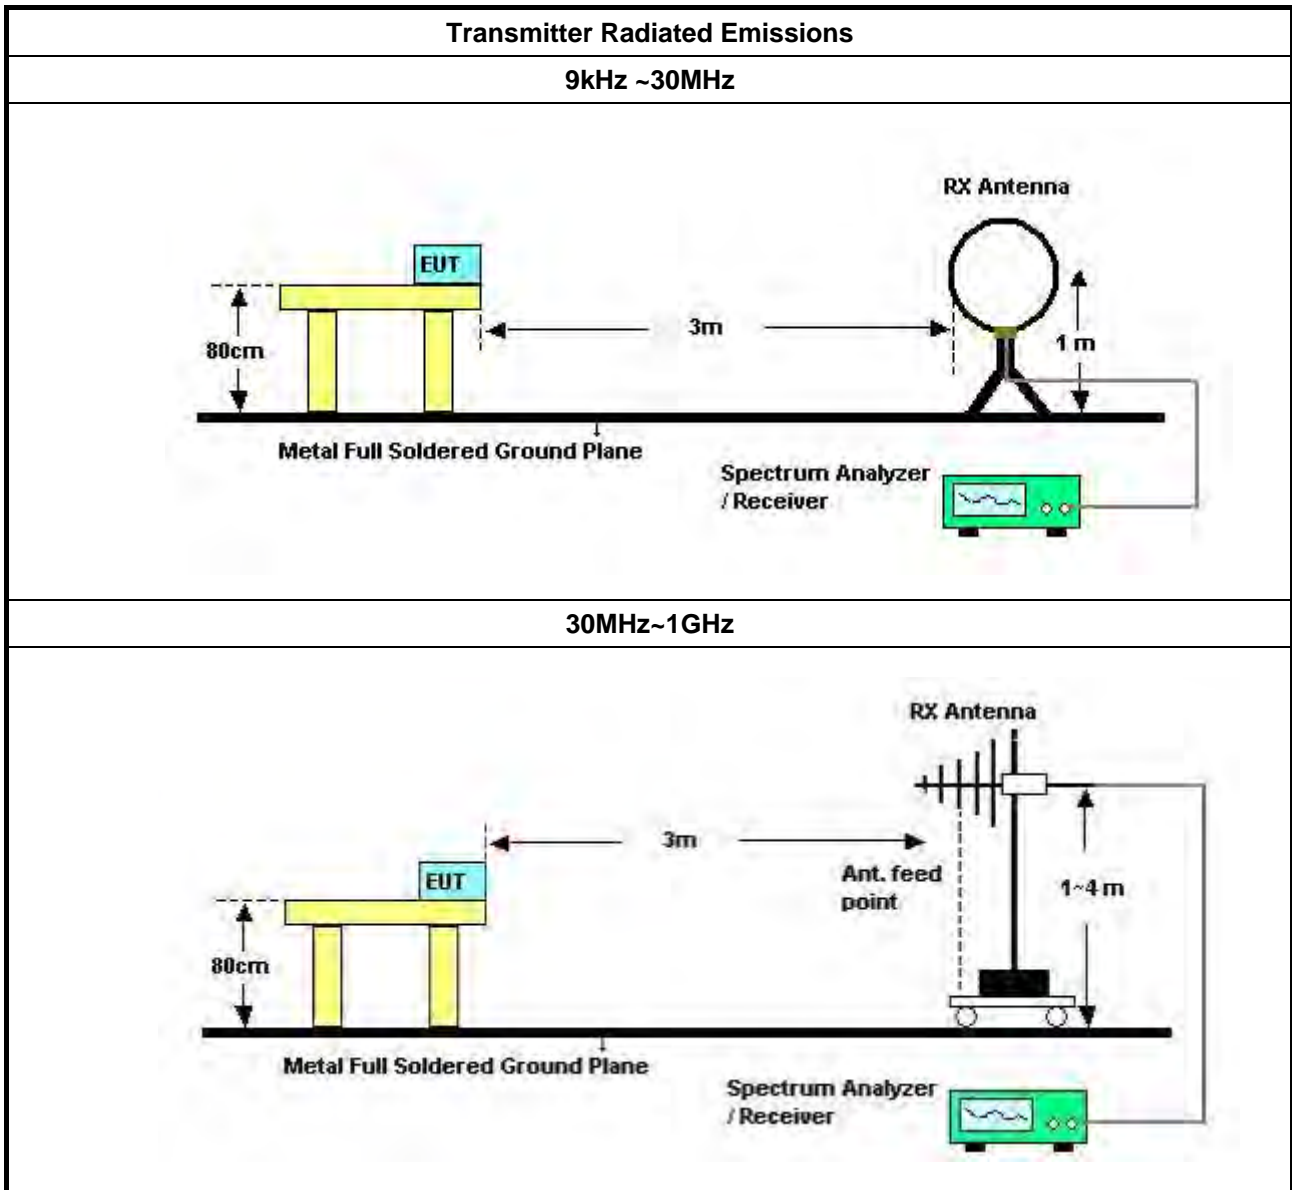 Transmitter Radiated Emissions
9kHz ~30MHz
RX Antenna
EUT
3m
80cm
1 m
Metal Full Soldered Ground Plane
Spectrum Analyzer
/ Receiver
30MHz~1GHz
RX Antenna
3m
EUT
Ant. feed
point
1~4 m
80cm
Metal Full Soldered Ground Plane
Spectrum Analyzer
/ Receiver